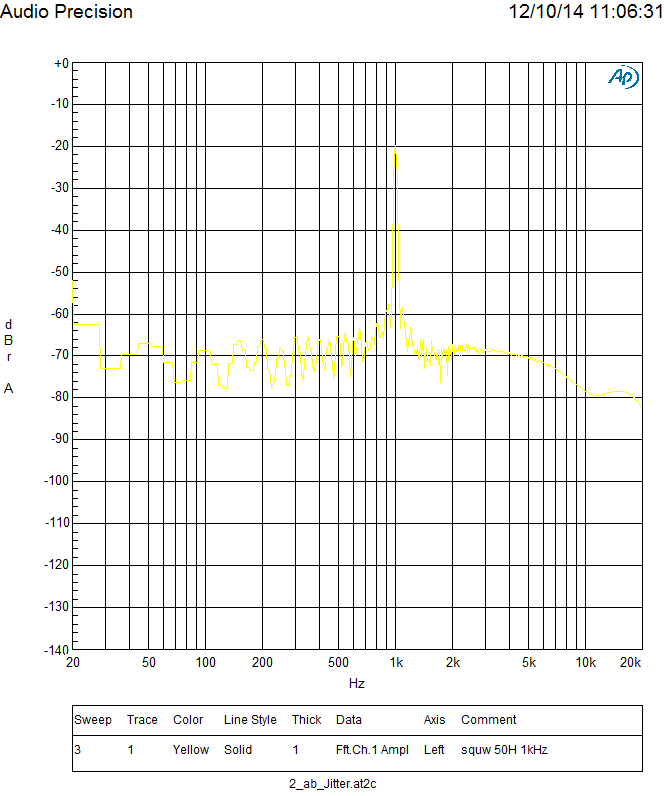 Audio Precision 12/10/14 11:06:31
Ap
+0
-10
-20
-30
-40
-50
-60
-70
-80
-90
-100
-110
-120
-130
-140
d
B
r
A
20 50 100 200 500 1k 2k 5k 10k 20k
Hz
Sweep Trace Color Line Style Thick Data Axis Comment
3 1 Yellow Solid 1 Fft.Ch.1 Ampl Left squw 50H 1kHz
2_ab_Jitter.at2c